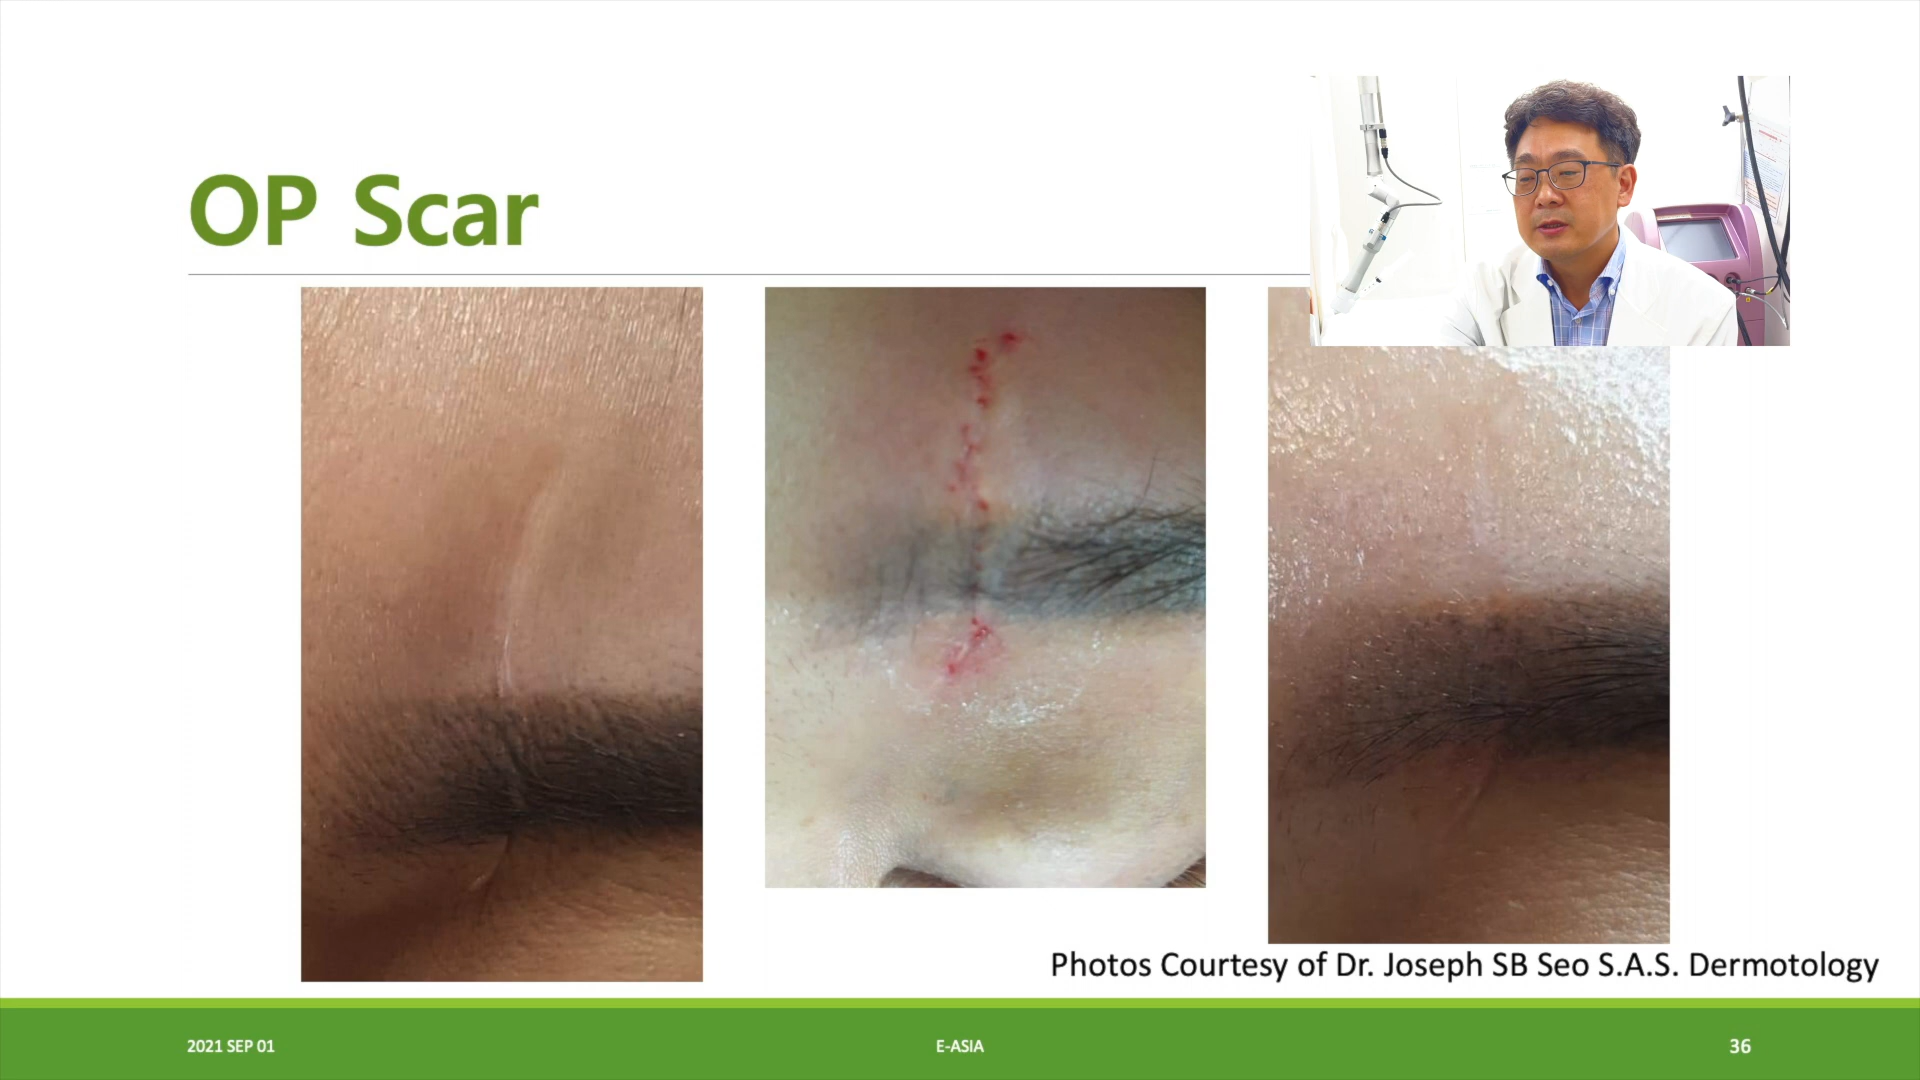 OP Scar
Photos Courtesy of Dr. Joseph SB Seo S.A.S. Dermotology
2021 SEP 01
E-ASIA
36